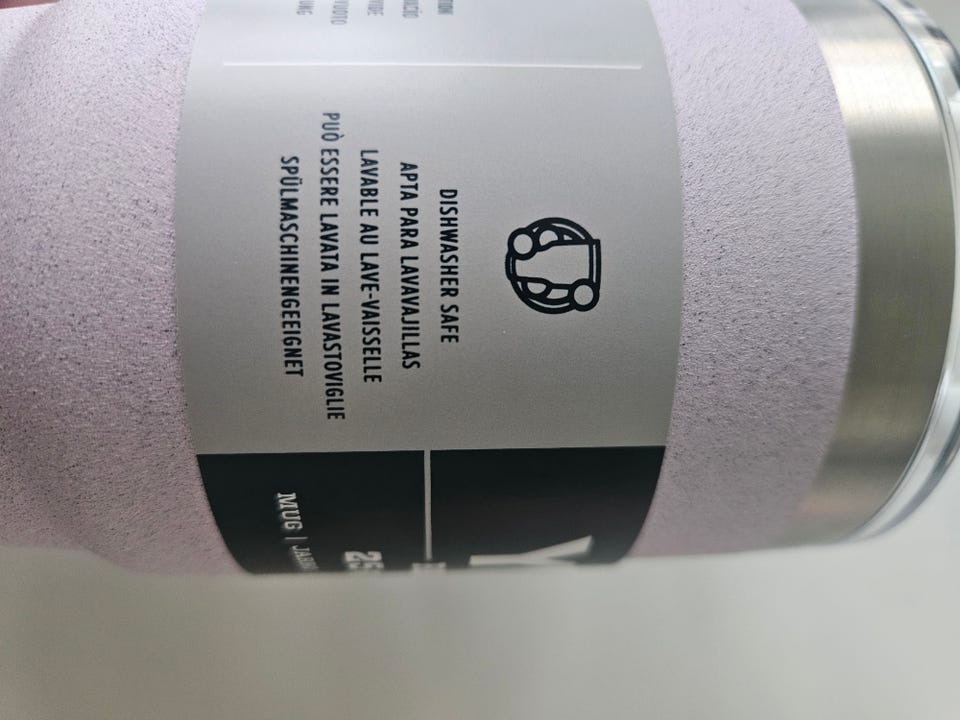 DISHWASHER SAFE
APTA PARA LAVAVAJILLAS
LAVABLE AU LAVE-VAISSELLE
PUÒ ESSERE LAVATA IN LAVASTOVIGLIE
SPÜLMASCHINENGEEIGNET
Y
MUG |